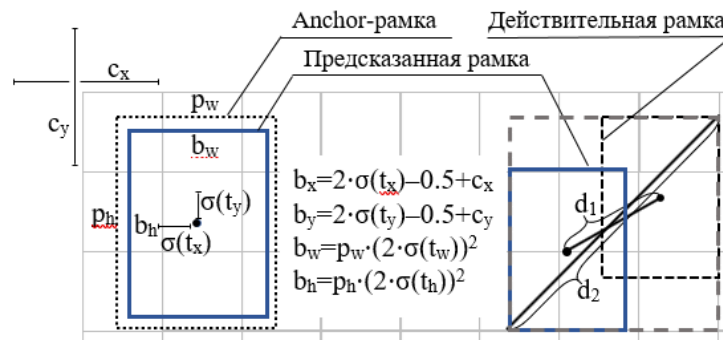 Anchor-рамка
Действительная рамка
Предсказанная рамка
cx
cy
pw
bw
ph
bh
σ(ty)
σ(tx)
bx=2·σ(tx)–0.5+cx
by=2·σ(ty)–0.5+cy
bw=pw·(2·σ(tw))²
bh=ph·(2·σ(th))²
d1
d2